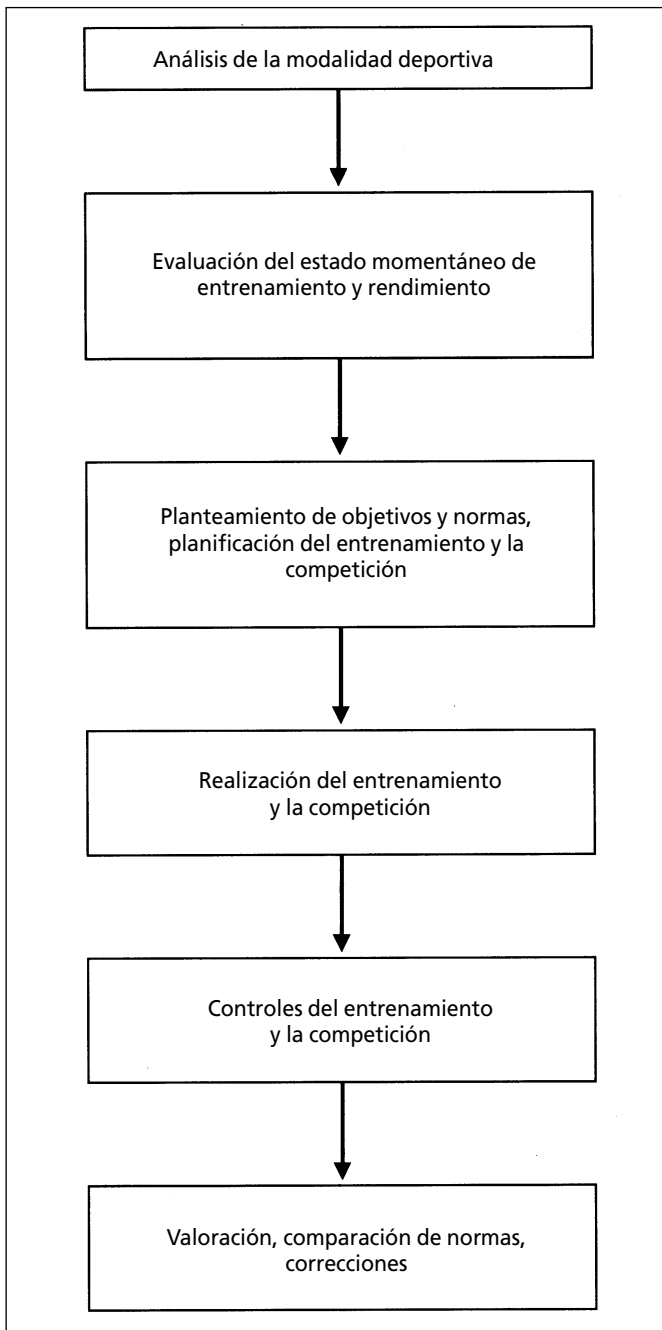 Análisis de la modalidad deportiva
Evaluación del estado momentáneo de
entrenamiento y rendimiento
Planteamiento de objetivos y normas,
planificación del entrenamiento y la
competición
Realización del entrenamiento
y la competición
Controles del entrenamiento
y la competición
Valoración, comparación de normas,
correcciones